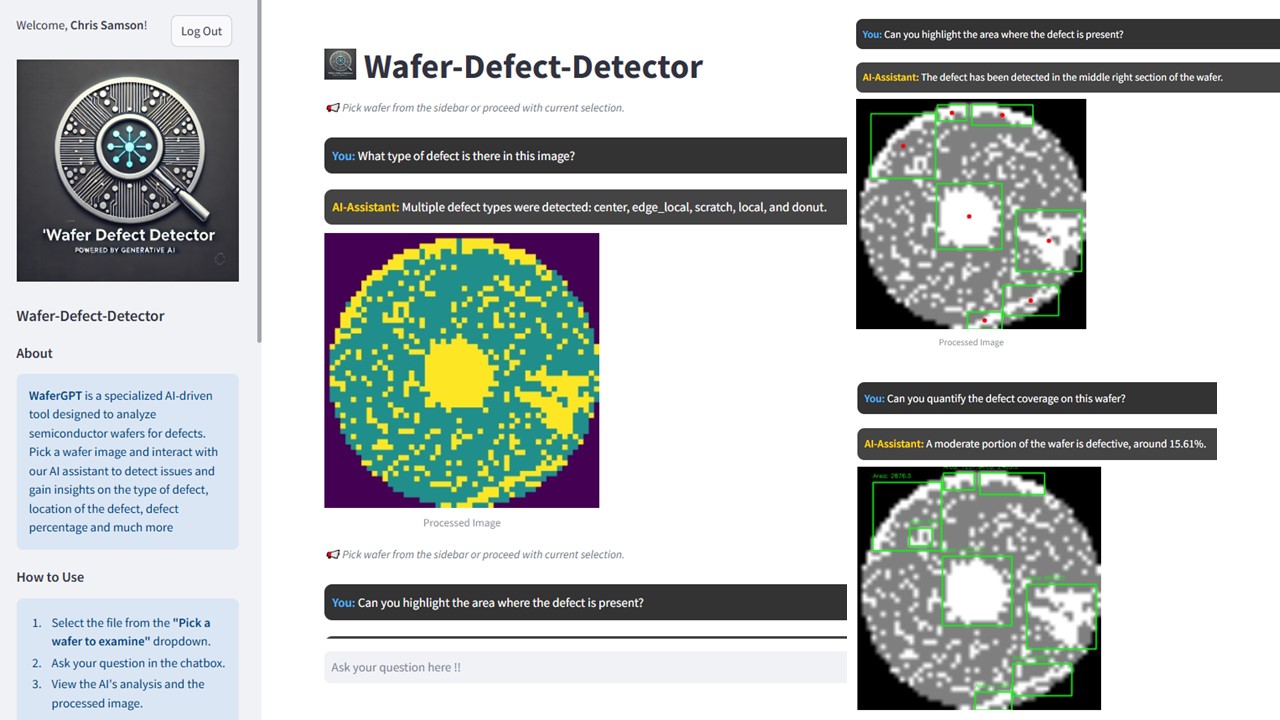 Welcome, Chris Samson!
Log Out
'Wafer Defect Detector
POWERED BY GENERATIVE AI
Wafer-Defect-Detector
About
WaferGPT is a specialized AI-driven
tool designed to analyze
semiconductor wafers for defects.
Pick a wafer image and interact with
our AI assistant to detect issues and
gain insights on the type of defect,
location of the defect, defect
percentage and much more
How to Use
1. Select the file from the "Pick a
wafer to examine" dropdown.
2. Ask your question in the chatbox.
3. View the AI's analysis and the
processed image.
Wafer-Defect-Detector
Pick wafer from the sidebar or proceed with current selection.
You: What type of defect is there in this image?
AI-Assistant: Multiple defect types were detected: center, edge_local, scratch, local, and donut.
Processed Image
Pick wafer from the sidebar or proceed with current selection.
You: Can you highlight the area where the defect is present?
Ask your question here !!
You: Can you highlight the area where the defect is present?
AI-Assistant: The defect has been detected in the middle right section of the wafer.
Processed Image
You: Can you quantify the defect coverage on this wafer?
AI-Assistant: A moderate portion of the wafer is defective, around 15.61%.